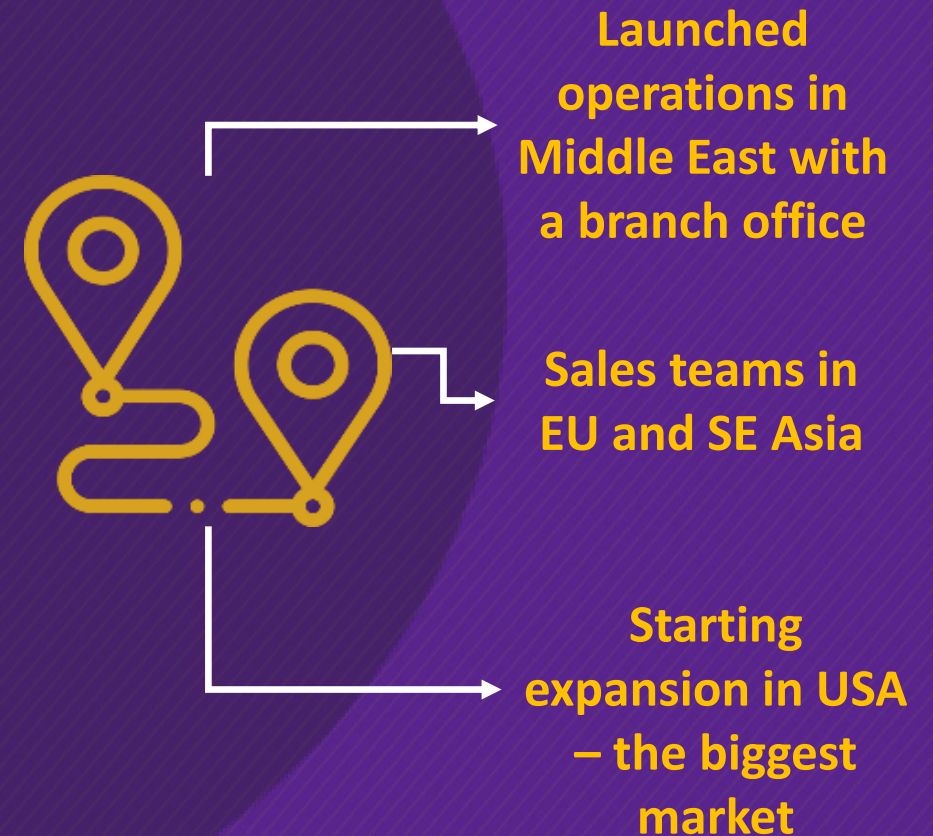 Launched
operations in
Middle East with
a branch office
Sales teams in
EU and SE Asia
Starting
expansion in USA
– the biggest
market